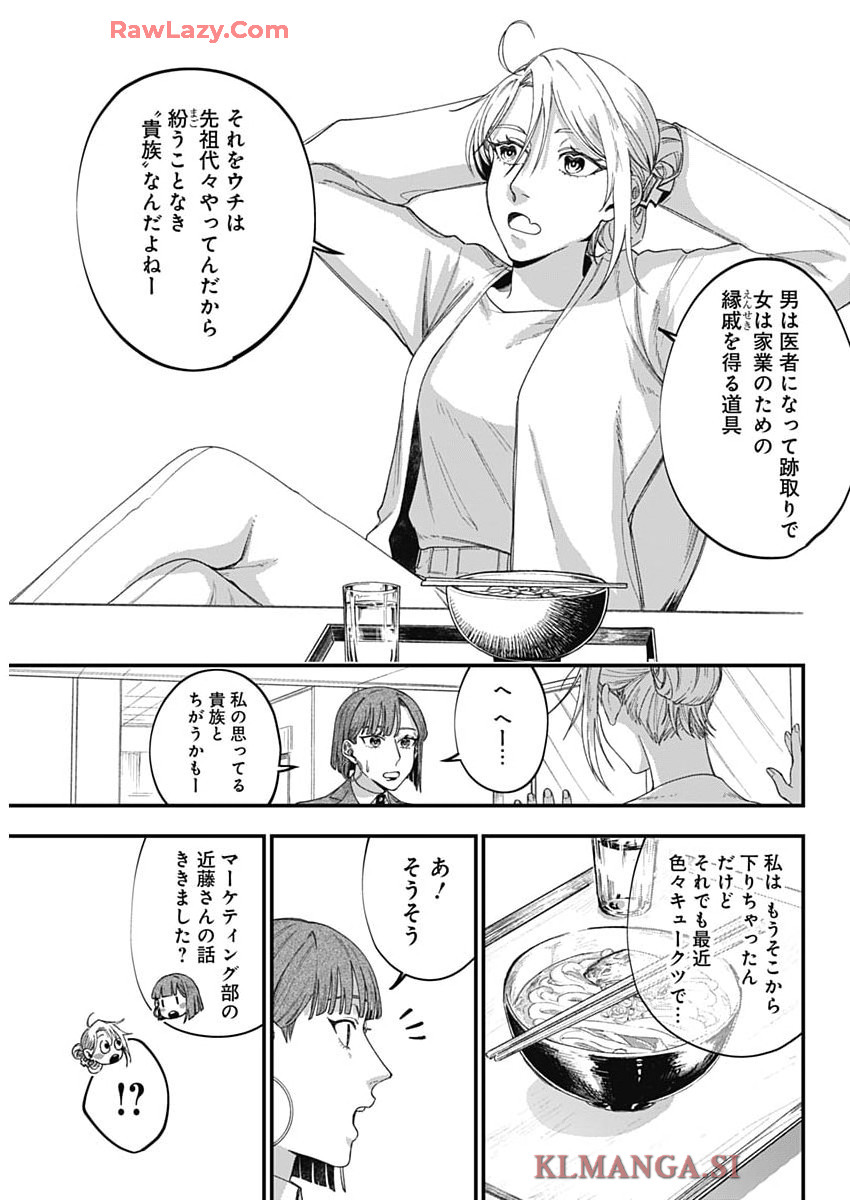 RawLazy.Com
男は医者になって跡取りで
女は家業のための
縁戚を得る道具
えんせき
それをウチは
先祖代々やってんだから
紛うことなき
まご
〝貴族〟なんだよねー
へへー…
私の思ってる
貴族と
ちがうかもー
私はもうそこから
下りちゃったん
だけど
それでも最近
色々キュークツで…
あ!
そうそう
マーケティング部の
近藤さんの話
ききました?
!?
KLMANGA.SI